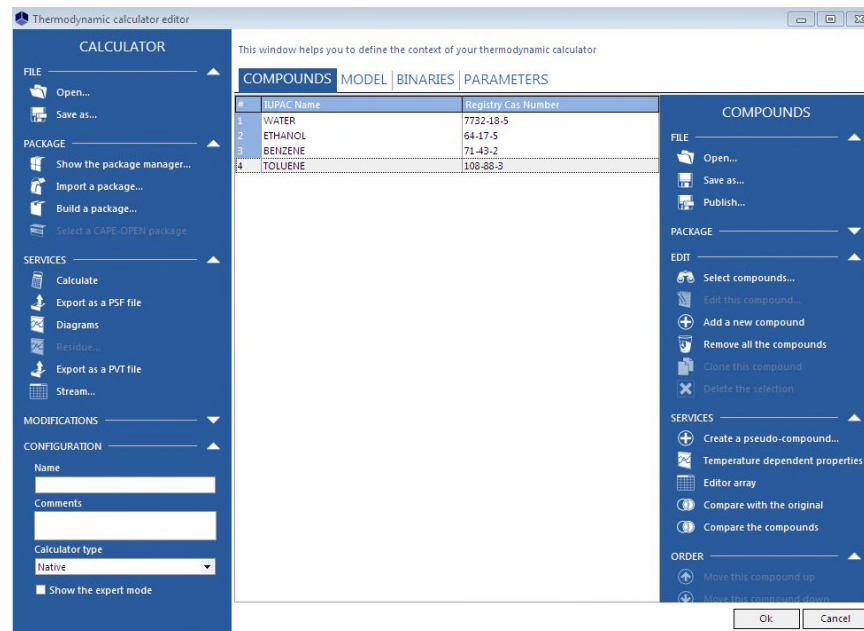 Thermodynamic calculator editor
CALCULATOR
FILE
Open...
Save as...
PACKAGE
Show the package manager...
Import a package...
Build a package...
Select a CAPE-OPEN package
SERVICES
Calculate
Export as a PSF file
Diagrams
Residue...
Export as a PVT file
Stream...
MODIFICATIONS
CONFIGURATION
Name
Comments
Calculator type
Native
Show the expert mode
This window helps you to define the context of your thermodynamic calculator
COMPOUNDS MODEL BINARIES PARAMETERS
# IUPAC Name Registry Cas Number
1 WATER 7732-18-5
2 ETHANOL 64-17-5
3 BENZENE 71-43-2
4 TOLUENE 108-88-3
COMPOUNDS
FILE
Open...
Save as...
Publish...
PACKAGE
EDIT
Select compounds...
Edit this compound...
Add a new compound
Remove all the compounds
Clone this compound
Delete the selection
SERVICES
Create a pseudo-compound...
Temperature dependent properties
Editor array
Compare with the original
Compare the compounds
ORDER
Move this compound up
Move this compound down
Ok Cancel